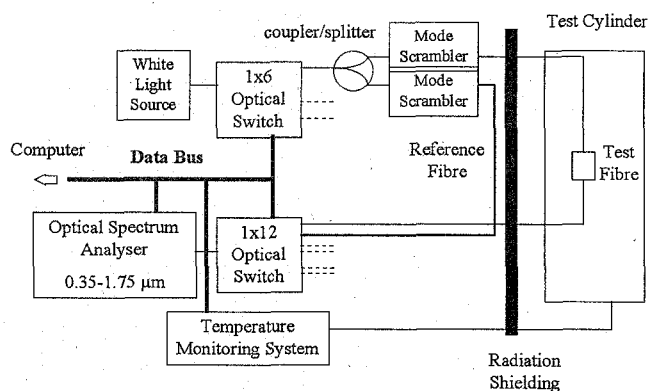 Test Cylinder
coupler/splitter
Mode
Scrambler
Mode
Scrambler
White
Light
Source
1x6
Optical
Switch
Computer
Data Bus
Reference
Fibre
Test
Fibre
Optical Spectrum
Analyser
0.35-1.75 μm
1x12
Optical
Switch
Temperature
Monitoring System
Radiation
Shielding